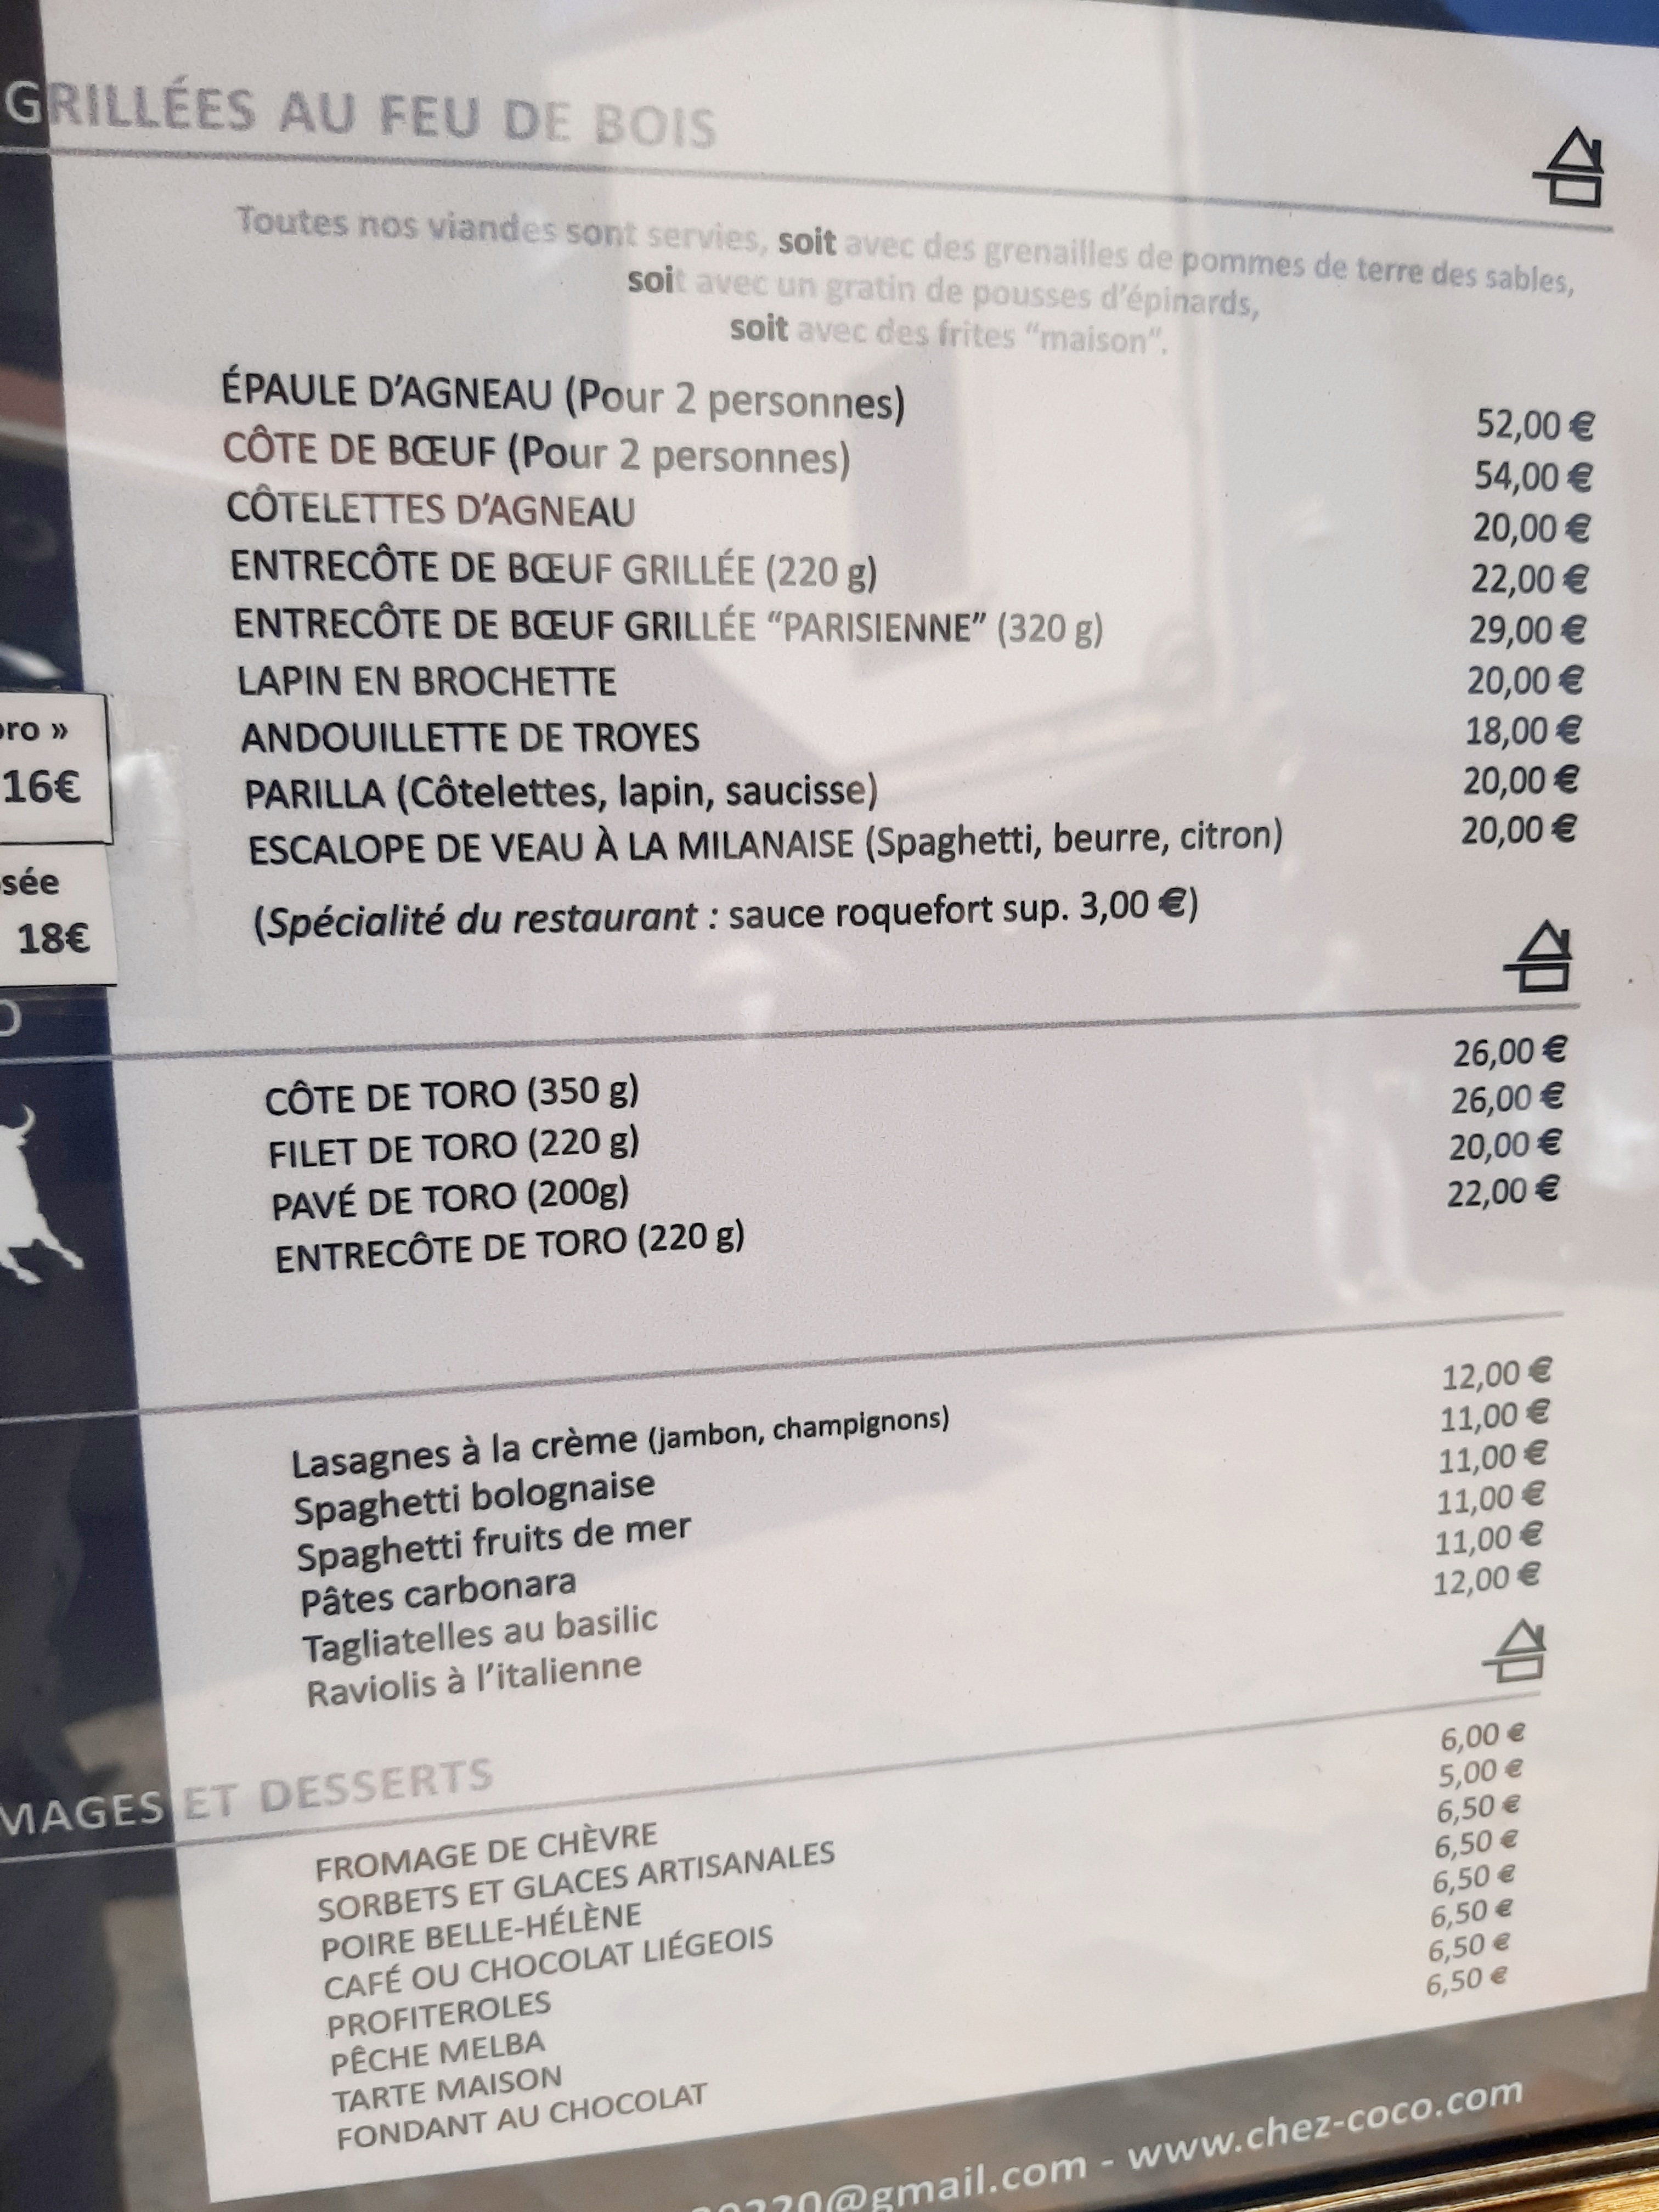 GRILLÉES AU FEU DE BOIS
Toutes nos viandes sont servies, soit avec des grenailles de pommes de terre des sables,
soit avec un gratin de pousses d'épinards,
soit avec des frites "maison".
ÉPAULE D'AGNEAU (Pour 2 personnes) 52,00 €
CÔTE DE BŒUF (Pour 2 personnes) 54,00 €
CÔTELETTES D'AGNEAU 20,00 €
ENTRECÔTE DE BŒUF GRILLÉE (220 g) 22,00 €
ENTRECÔTE DE BŒUF GRILLÉE "PARISIENNE" (320 g) 29,00 €
LAPIN EN BROCHETTE 20,00 €
ANDOUILLETTE DE TROYES 18,00 €
PARILLA (Côtelettes, lapin, saucisse) 20,00 €
ESCALOPE DE VEAU À LA MILANAISE (Spaghetti, beurre, citron) 20,00 €
(Spécialité du restaurant : sauce roquefort sup. 3,00 €)
oro »
16€
sée
18€
O
CÔTE DE TORO (350 g) 26,00 €
FILET DE TORO (220 g) 26,00 €
PAVÉ DE TORO (200g) 20,00 €
ENTRECÔTE DE TORO (220 g) 22,00 €
Lasagnes à la crème (jambon, champignons) 12,00 €
Spaghetti bolognaise 11,00 €
Spaghetti fruits de mer 11,00 €
Pâtes carbonara 11,00 €
Tagliatelles au basilic 11,00 €
Raviolis à l'italienne 12,00 €
MAGES ET DESSERTS
FROMAGE DE CHÈVRE 6,00 €
SORBETS ET GLACES ARTISANALES 5,00 €
POIRE BELLE-HÉLÈNE 6,50 €
CAFÉ OU CHOCOLAT LIÉGEOIS 6,50 €
PROFITEROLES 6,50 €
PÊCHE MELBA 6,50 €
TARTE MAISON 6,50 €
FONDANT AU CHOCOLAT 6,50 €
0220@gmail.com - www.chez-coco.com